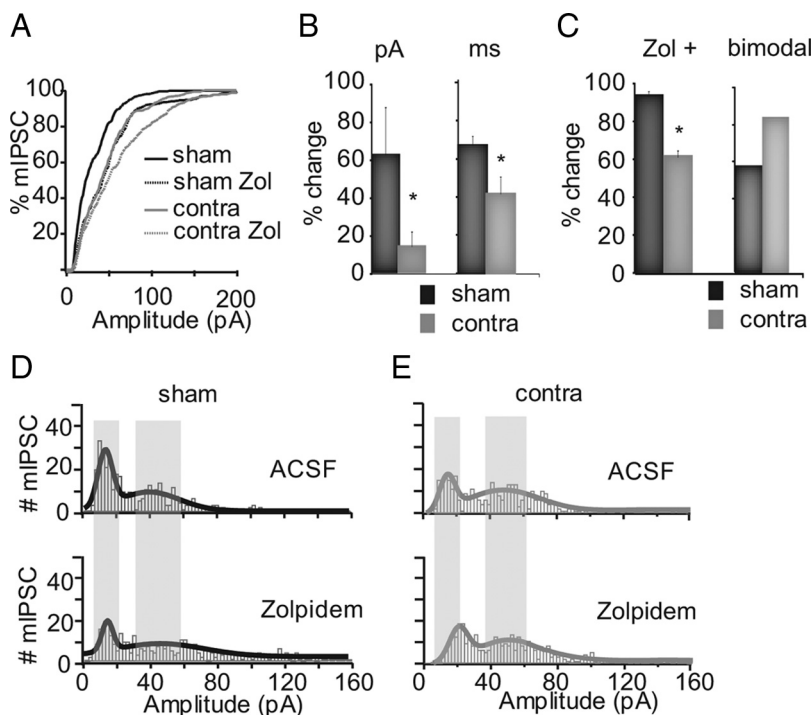 A
% mIPSC
100
80
60
40
20
0
100
200
Amplitude (pA)
sham
sham Zol
contra
contra Zol
B
pA
ms
% change
100
80
60
40
20
0
*
*
sham
contra
C
Zol +
bimodal
% change
100
80
60
40
20
0
*
sham
contra
D
sham
# mIPSC
40
20
0
ACSF
# mIPSC
40
20
0
Zolpidem
0 40 80 120 160
Amplitude (pA)
E
contra
ACSF
Zolpidem
0 40 80 120 160
Amplitude (pA)